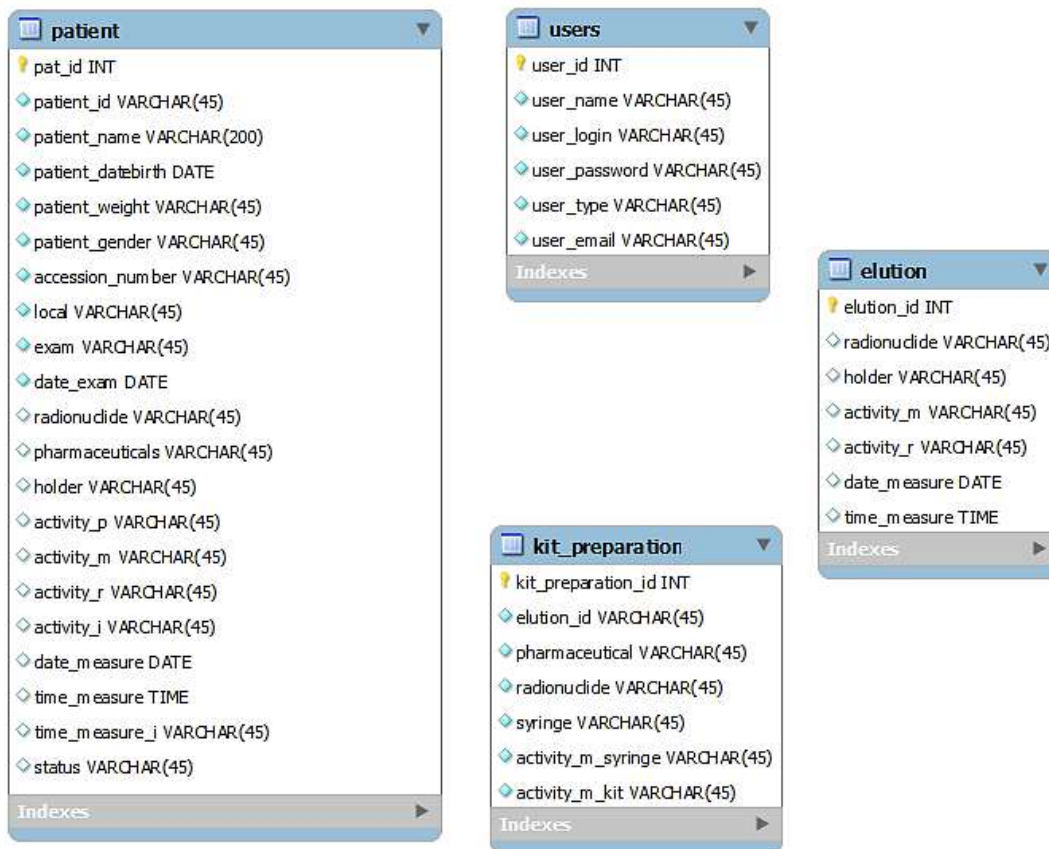 patient
pat_id INT
patient_id VARCHAR(45)
patient_name VARCHAR(200)
patient_datebirth DATE
patient_weight VARCHAR(45)
patient_gender VARCHAR(45)
accession_number VARCHAR(45)
local VARCHAR(45)
exam VARCHAR(45)
date_exam DATE
radionuclide VARCHAR(45)
pharmaceuticals VARCHAR(45)
holder VARCHAR(45)
activity_p VARCHAR(45)
activity_m VARCHAR(45)
activity_r VARCHAR(45)
activity_i VARCHAR(45)
date_measure DATE
time_measure TIME
time_measure_i VARCHAR(45)
status VARCHAR(45)
Indexes
users
user_id INT
user_name VARCHAR(45)
user_login VARCHAR(45)
user_password VARCHAR(45)
user_type VARCHAR(45)
user_email VARCHAR(45)
Indexes
elution
elution_id INT
radionuclide VARCHAR(45)
holder VARCHAR(45)
activity_m VARCHAR(45)
activity_r VARCHAR(45)
date_measure DATE
time_measure TIME
Indexes
kit_preparation
kit_preparation_id INT
elution_id VARCHAR(45)
pharmaceutical VARCHAR(45)
radionuclide VARCHAR(45)
syringe VARCHAR(45)
activity_m_syringe VARCHAR(45)
activity_m_kit VARCHAR(45)
Indexes